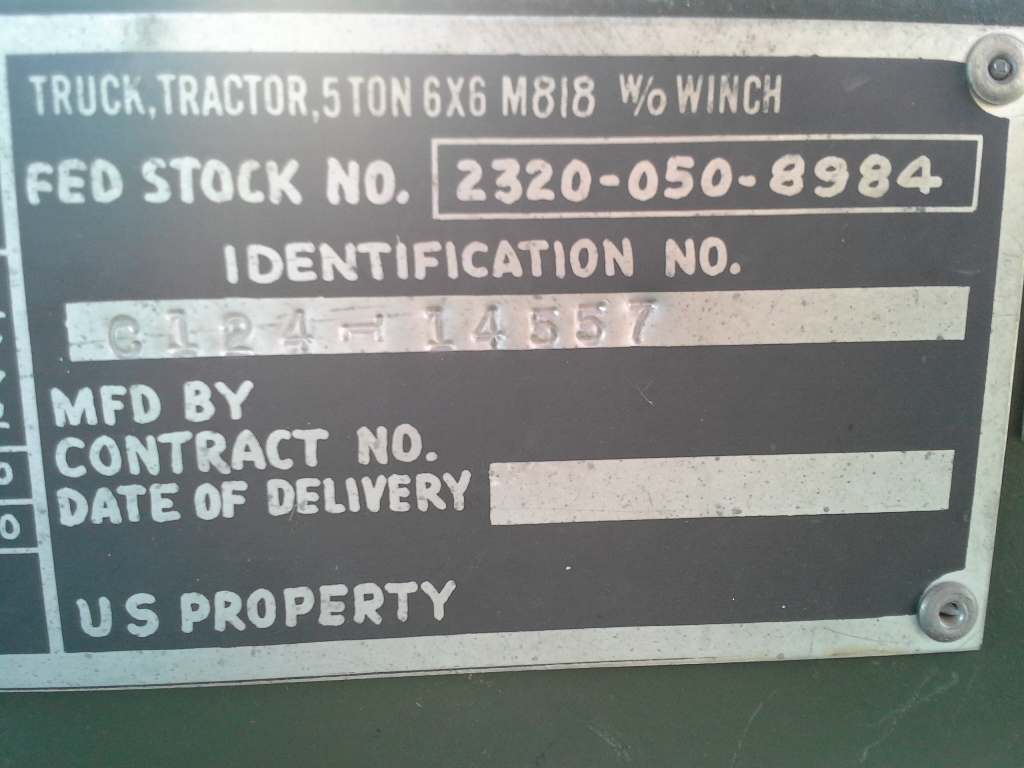 TRUCK, TRACTOR, 5 TON 6X6 M818 W/O WINCH
FED STOCK NO. 2320-050-8984
IDENTIFICATION NO.
C124-14557
MFD BY
CONTRACT NO.
DATE OF DELIVERY
US PROPERTY